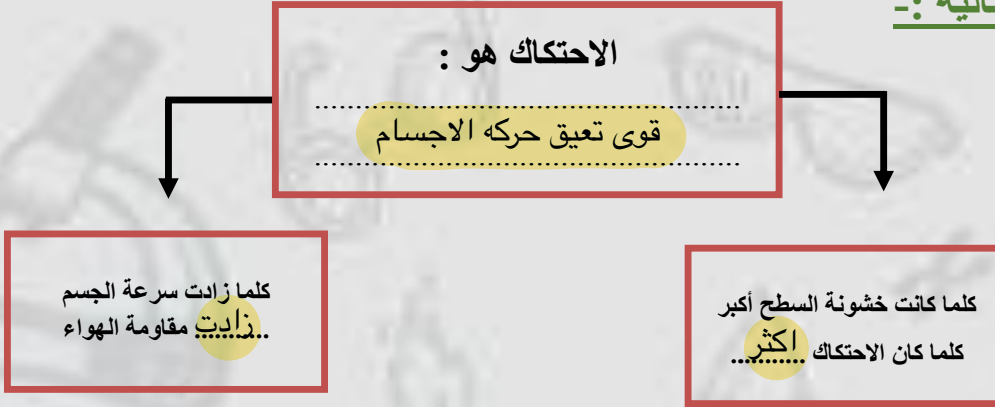 :-
الاحتكاك هو :
قوى تعيق حركه الاجسام
كلما كانت خشونة السطح أكبر
كلما كان الاحتكاك اكثر
كلما زادت سرعة الجسم
زادت مقاومة الهواء